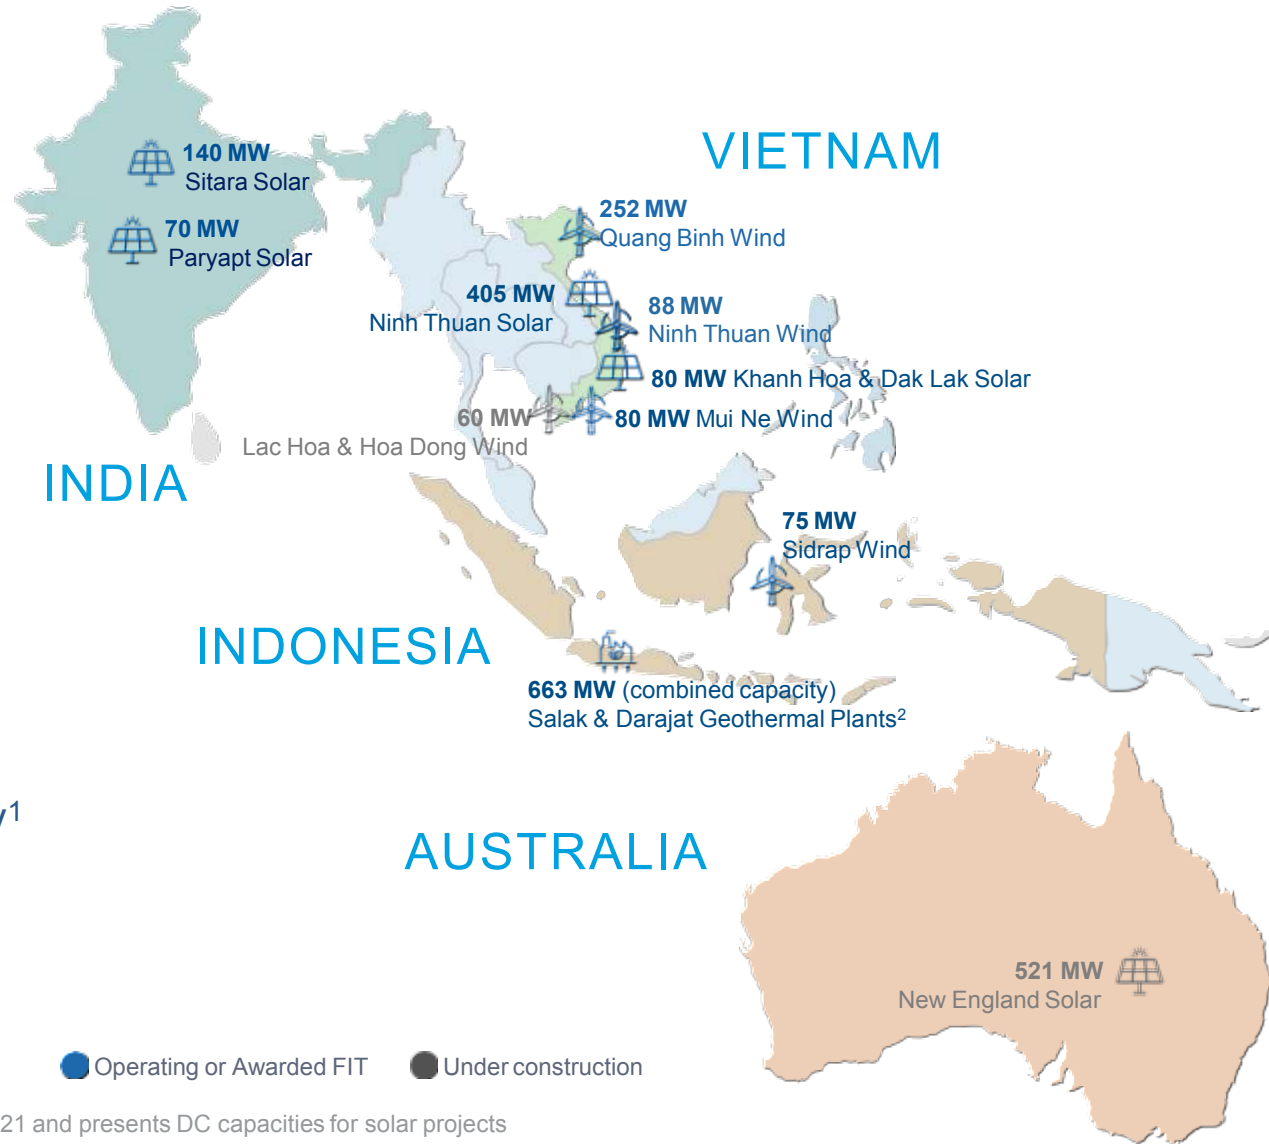 VIETNAM
140 MW
Sitara Solar
70 MW
Paryapt Solar
252 MW
Quang Binh Wind
405 MW
Ninh Thuan Solar
88 MW
Ninh Thuan Wind
80 MW Khanh Hoa & Dak Lak Solar
60 MW
Lac Hoa & Hoa Dong Wind
80 MW Mui Ne Wind
INDIA
75 MW
Sidrap Wind
INDONESIA
663 MW (combined capacity)
Salak & Darajat Geothermal Plants2
y1
AUSTRALIA
521 MW
New England Solar
Operating or Awarded FIT
Under construction
21 and presents DC capacities for solar projects